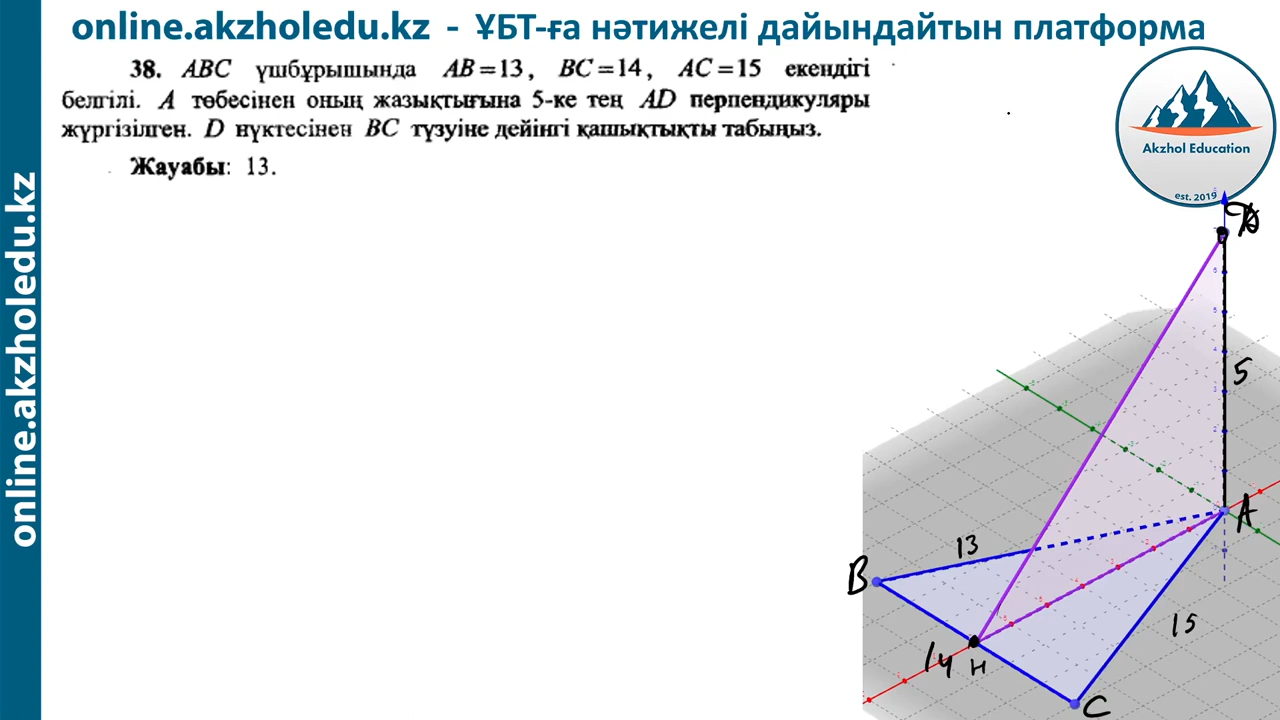 online.akzholedu.kz - ҰБТ-ға нәтижелі дайындайтын платформа
38. ABC үшбұрышында AB=13, BC=14, AC=15 екендігі
белгілі. A төбесінен оның жазықтығына 5-ке тең AD перпендикуляры
жүргізілген. D нүктесінен BC түзуіне дейінгі қашықтықты табыңыз.
Жауабы: 13.
online.akzholedu.kz
Akzhol Education
est. 2019
D
5
A
13
B
15
14
H
C